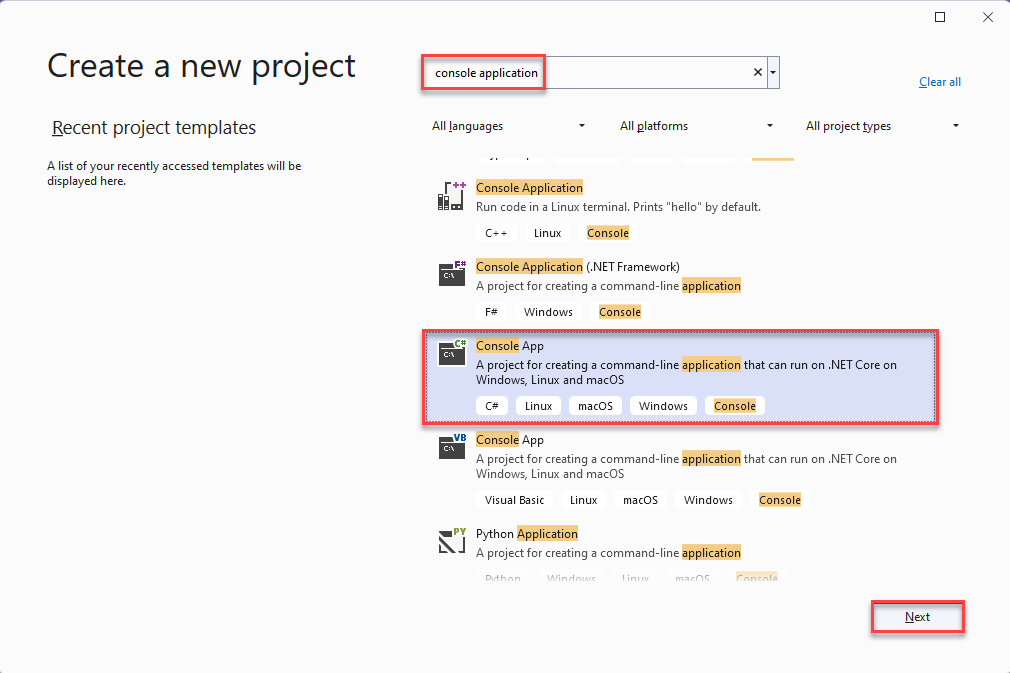 Create a new project
console application
Clear all
Recent project templates
A list of your recently accessed templates will be
displayed here.
All languages
All platforms
All project types
Console Application
Run code in a Linux terminal. Prints "hello" by default.
C++ Linux Console
F#
C:\
Console Application (.NET Framework)
A project for creating a command-line application
F# Windows Console
C#
C:\
Console App
A project for creating a command-line application that can run on .NET Core on
Windows, Linux and macOS
C# Linux macOS Windows Console
VB
C:\
Console App
A project for creating a command-line application that can run on .NET Core on
Windows, Linux and macOS
Visual Basic Linux macOS Windows Console
PY
Python Application
A project for creating a command-line application
Python Windows Linux macOS Console
Next